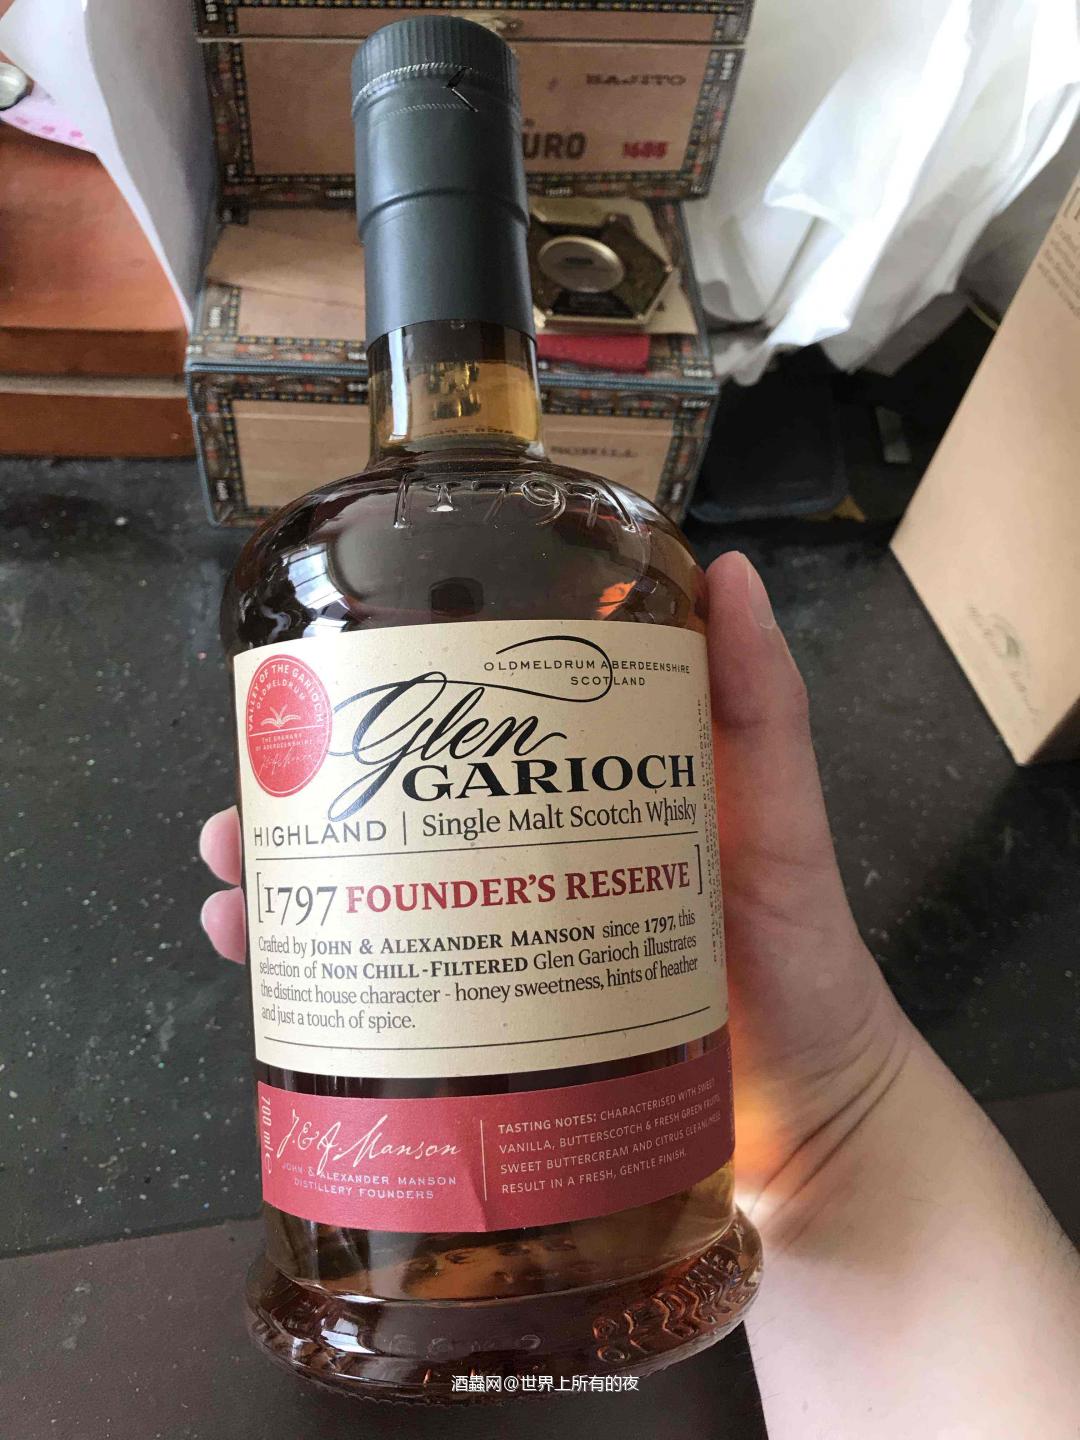 BAJITO
URO 1685
1797
OLDMELDRUM ABERDEENSHIRE
SCOTLAND
VALLEY OF THE GARIOCH
OLDMELDRUM
THE GRANARY
OF ABERDEENSHIRE
Glen
GARIOCH
HIGHLAND | Single Malt Scotch Whisky
[1797 FOUNDER'S RESERVE]
Crafted by JOHN & ALEXANDER MANSON since 1797, this
selection of NON CHILL-FILTERED Glen Garioch illustrates
the distinct house character - honey sweetness, hints of heather
and just a touch of spice.
700 ml e
J.&A. Manson
JOHN & ALEXANDER MANSON
DISTILLERY FOUNDERS
TASTING NOTES: CHARACTERISED WITH SWEET
VANILLA, BUTTERSCOTCH & FRESH GREEN FRUITS,
SWEET BUTTERCREAM AND CITRUS CLEANLINESS
RESULT IN A FRESH, GENTLE FINISH.
酒蟲网@世界上所有的夜